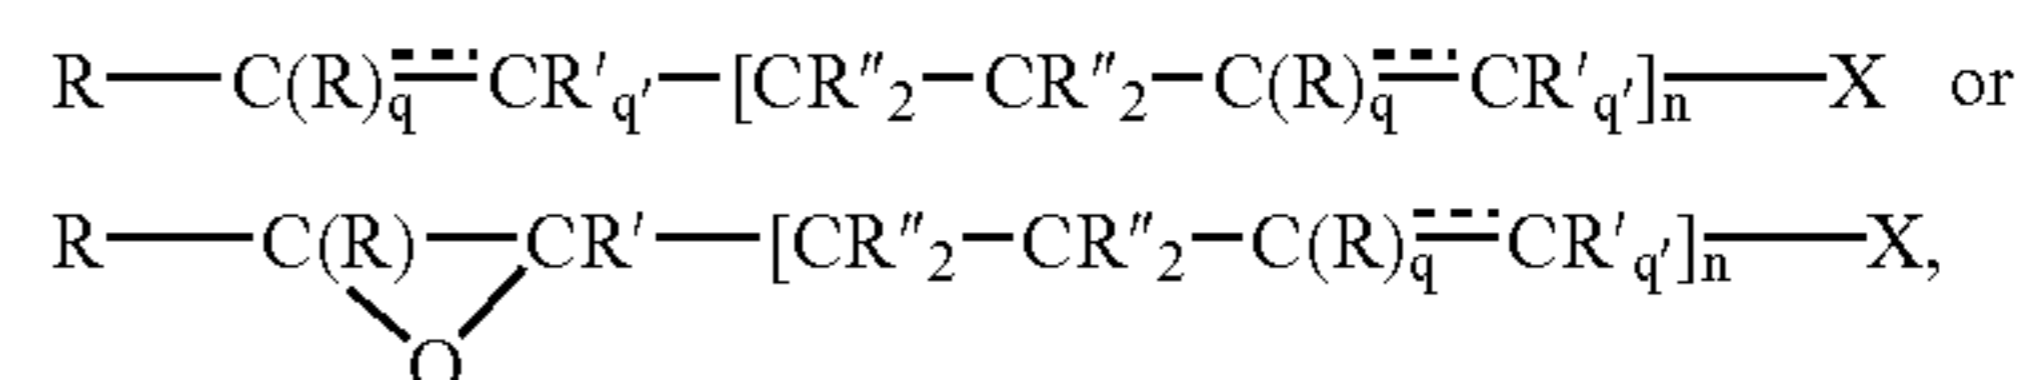 R—C(R)q=CR′q′—[CR″2—CR″2—C(R)q=CR′q′]n—X or
R—C(R)—CR′—[CR″2—CR″2—C(R)q=CR′q′]n—X,
O